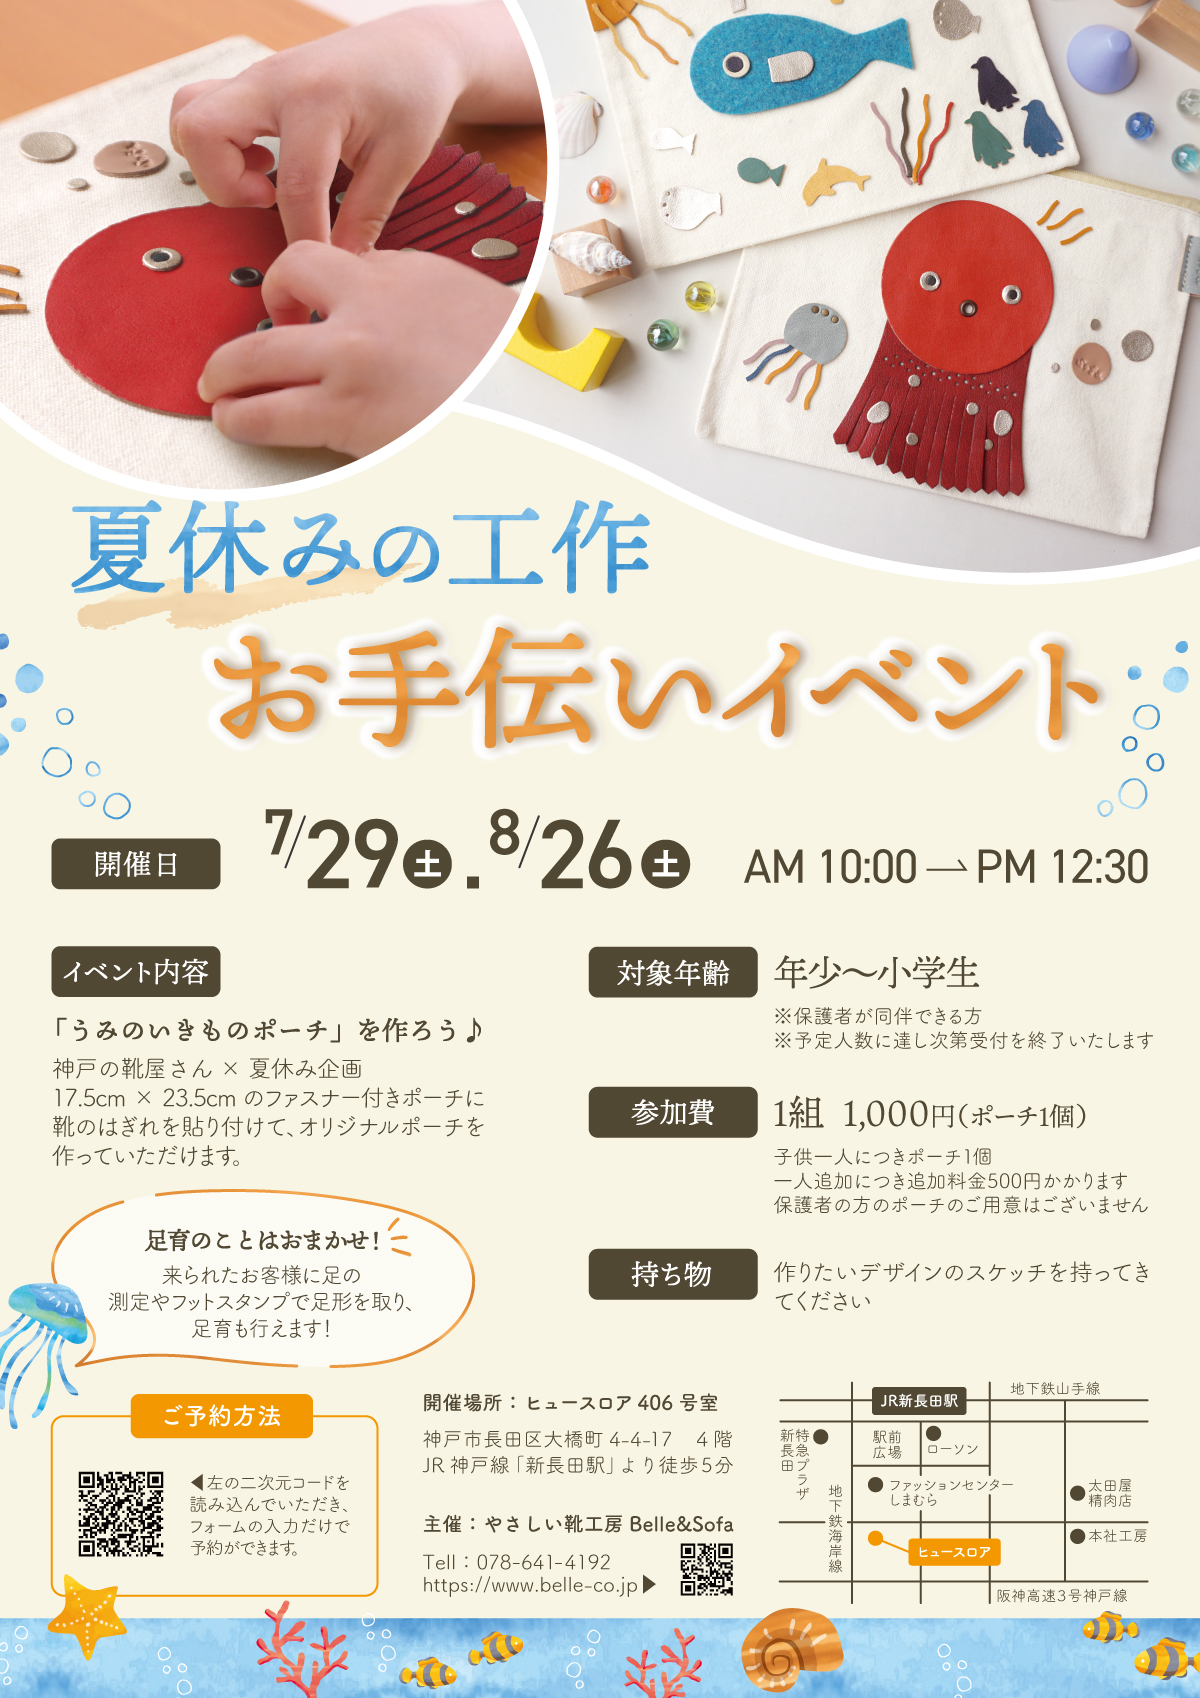 夏休みの工作
お手伝いイベント
開催日
7/29土.8/26土
AM 10:00→PM 12:30
イベント内容
「うみのいきものポーチ」を作ろう♪
神戸の靴屋さん × 夏休み企画
17.5cm × 23.5cm のファスナー付きポーチに
靴のはぎれを貼り付けて、オリジナルポーチを
作っていただけます。
足育のことはおまかせ！
来られたお客様に足の
測定やフットスタンプで足形を取り、
足育も行えます！
対象年齢
年少〜小学生
※保護者が同伴できる方
※予定人数に達し次第受付を終了いたします
参加費
1組 1,000円（ポーチ1個）
子供一人につきポーチ1個
一人追加につき追加料金500円かかります
保護者の方のポーチのご用意はございません
持ち物
作りたいデザインのスケッチを持ってき
てください
ご予約方法
◀左の二次元コードを
読み込んでいただき、
フォームの入力だけで
予約ができます。
開催場所：ヒュースロア 406 号室
神戸市長田区大橋町 4-4-17　4 階
JR 神戸線「新長田駅」より徒歩５分
主催：やさしい靴工房 Belle&Sofa
Tell：078-641-4192
https://www.belle-co.jp▶
JR新長田駅
地下鉄山手線
特急プラザ
新長田
駅前
広場
ローソン
ファッションセンター
しまむら
太田屋
精肉店
地下鉄海岸線
本社工房
ヒュースロア
阪神高速３号神戸線